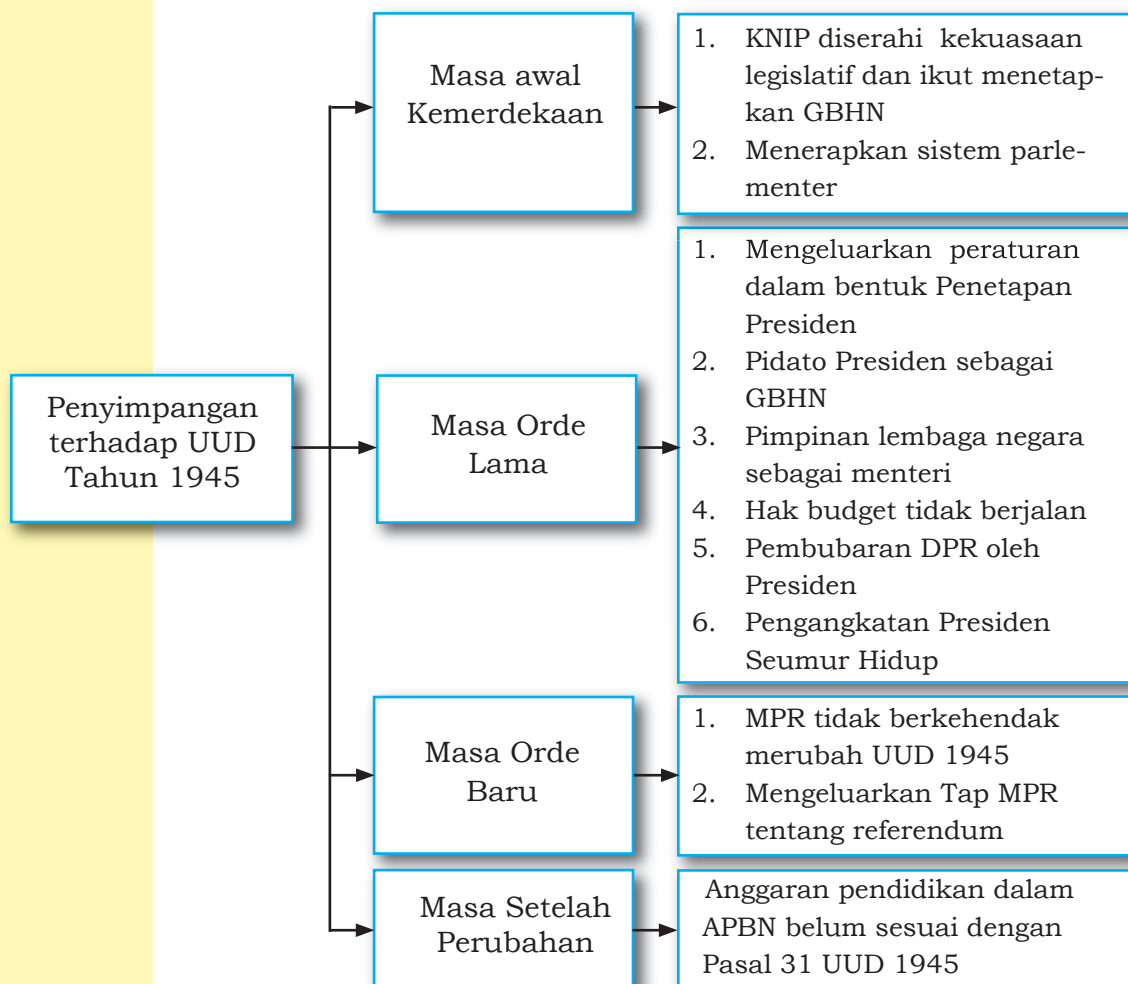 Penyimpangan
terhadap UUD
Tahun 1945
Masa awal
Kemerdekaan
1. KNIP diserahi kekuasaan
legislatif dan ikut menetap-
kan GBHN
2. Menerapkan sistem parle-
menter
Masa Orde
Lama
1. Mengeluarkan peraturan
dalam bentuk Penetapan
Presiden
2. Pidato Presiden sebagai
GBHN
3. Pimpinan lembaga negara
sebagai menteri
4. Hak budget tidak berjalan
5. Pembubaran DPR oleh
Presiden
6. Pengangkatan Presiden
Seumur Hidup
Masa Orde
Baru
1. MPR tidak berkehendak
merubah UUD 1945
2. Mengeluarkan Tap MPR
tentang referendum
Masa Setelah
Perubahan
Anggaran pendidikan dalam
APBN belum sesuai dengan
Pasal 31 UUD 1945